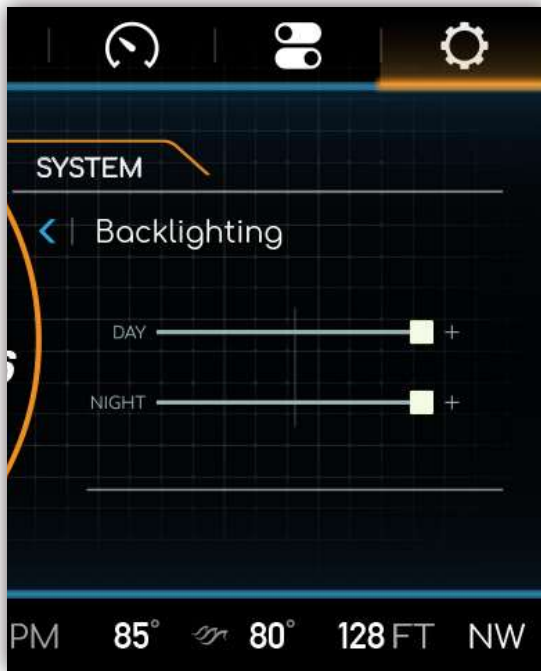 SYSTEM
< | Backlighting
DAY +
NIGHT +
PM 85° 80° 128 FT NW